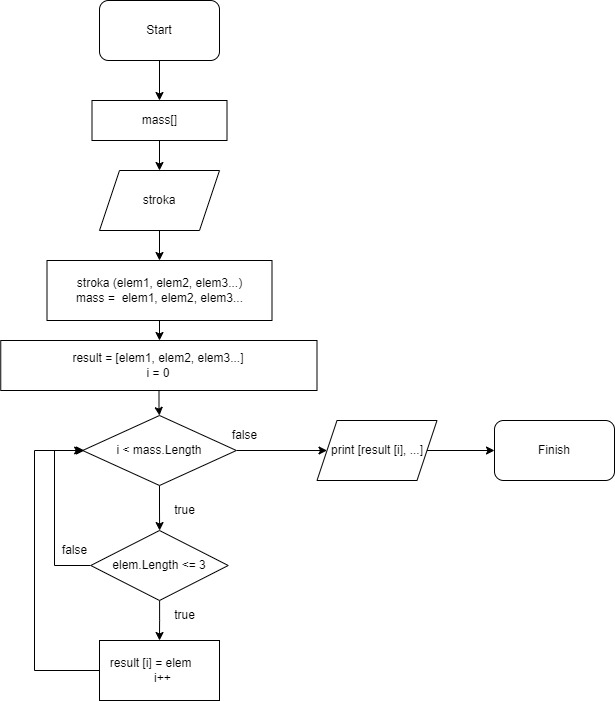 Start
mass[]
stroka
stroka (elem1, elem2, elem3...)
mass = elem1, elem2, elem3...
result = [elem1, elem2, elem3...]
i = 0
i < mass.Length
false
print [result [i], ...]
Finish
true
false
elem.Length <= 3
true
result [i] = elem
i++